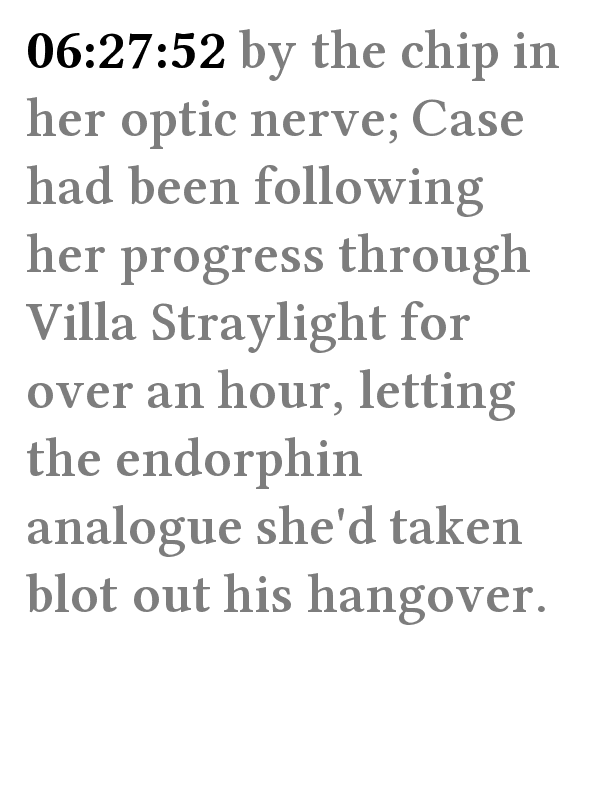 06:27:52 by the chip in
her optic nerve; Case
had been following
her progress through
Villa Straylight for
over an hour, letting
the endorphin
analogue she'd taken
blot out his hangover.